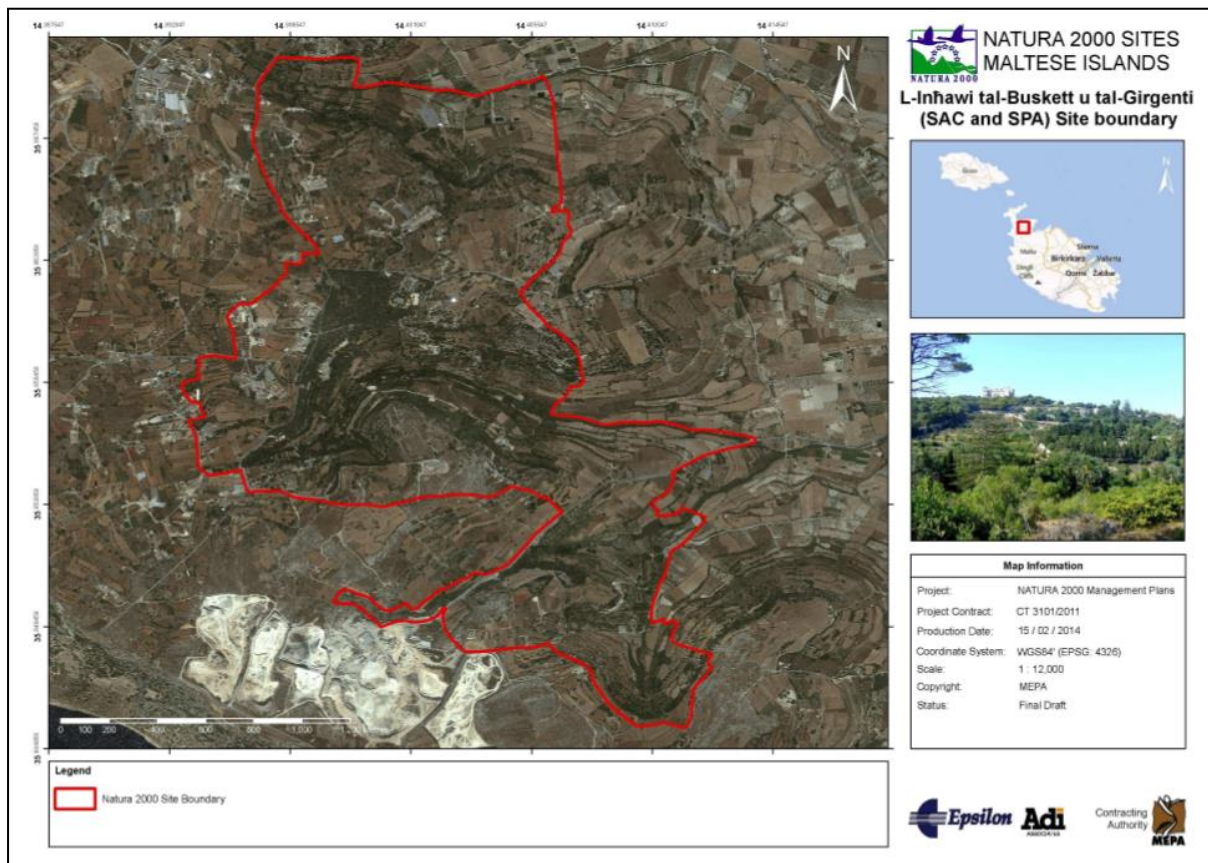 NATURA 2000 SITES
MALTESE ISLANDS
NATURA 2000
L-Inħawi tal-Buskett u tal-Girgenti
(SAC and SPA) Site boundary
N
N
Gozo
Mdina
Sliema
Birkirkara
Valletta
Dingli
Cliffs
Qormi
Żabbar
Map Information
Project: NATURA 2000 Management Plans
Project Contract: CT 3101/2011
Production Date: 15 / 02 / 2014
Coordinate System: WGS84' (EPSG: 4326)
Scale: 1 : 12,000
Copyright: MEPA
Status: Final Draft
0 100 200 400 600 800 1,000
Legend
Natura 2000 Site Boundary
Epsilon
Adi
ASSOCIATES
Contracting
Authority
MEPA